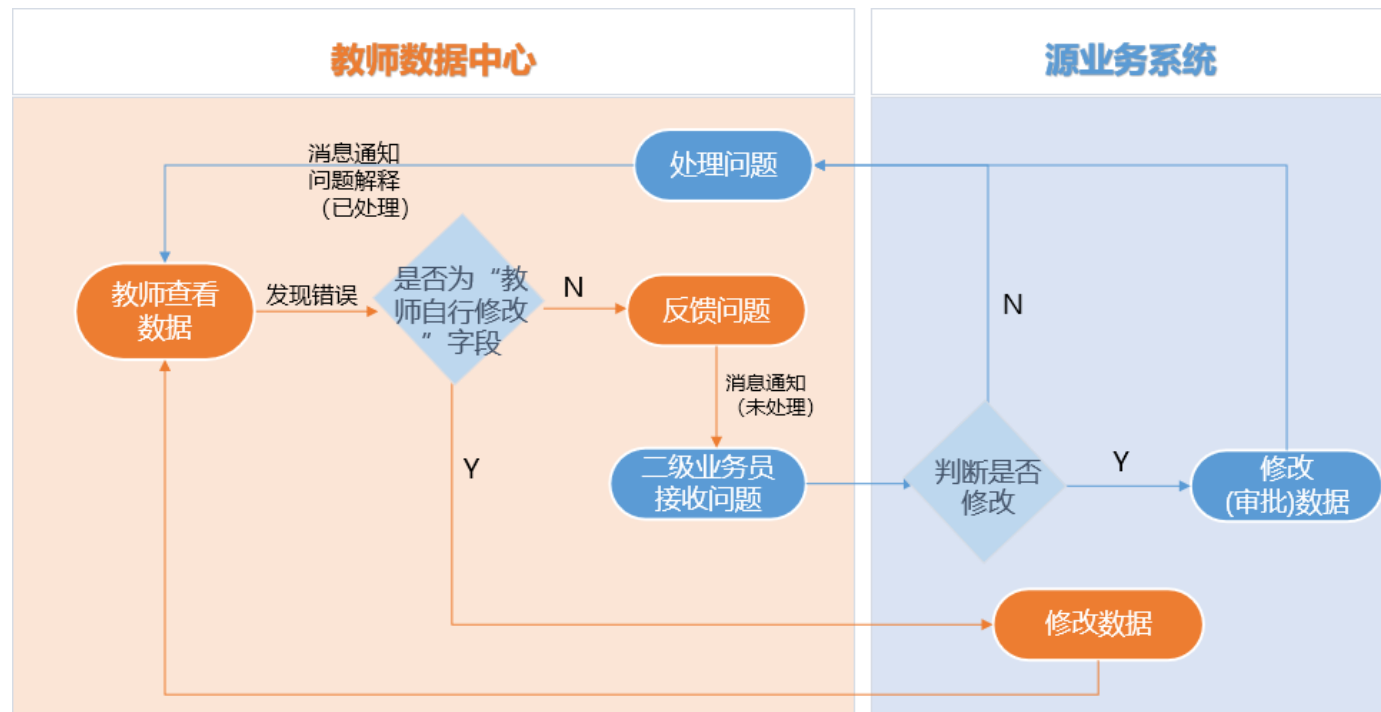 教师数据中心
源业务系统
消息通知
问题解释
（已处理）
处理问题
教师查看
数据
发现错误
是否为“教
师自行修改
”字段
N
反馈问题
N
消息通知
（未处理）
Y
二级业务员
接收问题
判断是否
修改
Y
修改
(审批)数据
修改数据